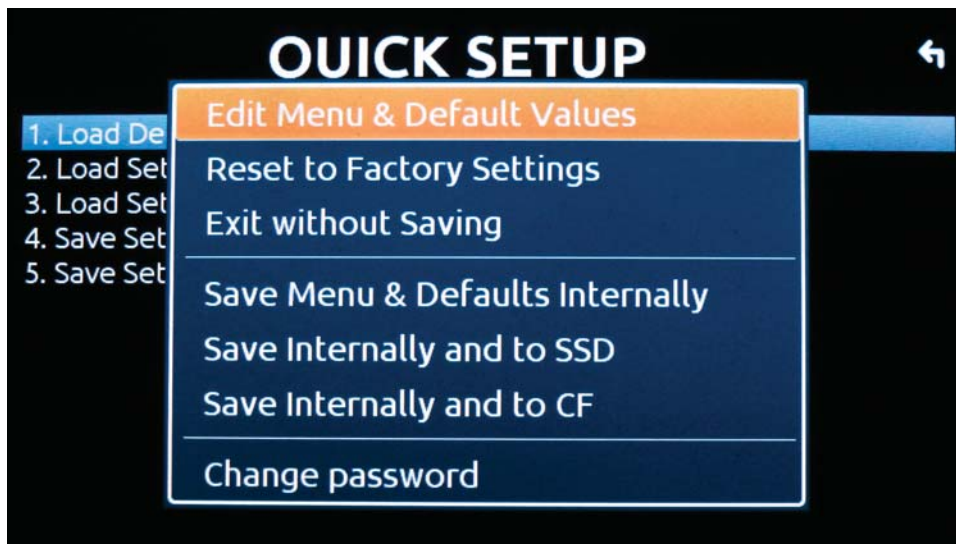 OUICK SETUP
Edit Menu & Default Values
Reset to Factory Settings
Exit without Saving
Save Menu & Defaults Internally
Save Internally and to SSD
Save Internally and to CF
Change password
1. Load De
2. Load Set
3. Load Set
4. Save Set
5. Save Set